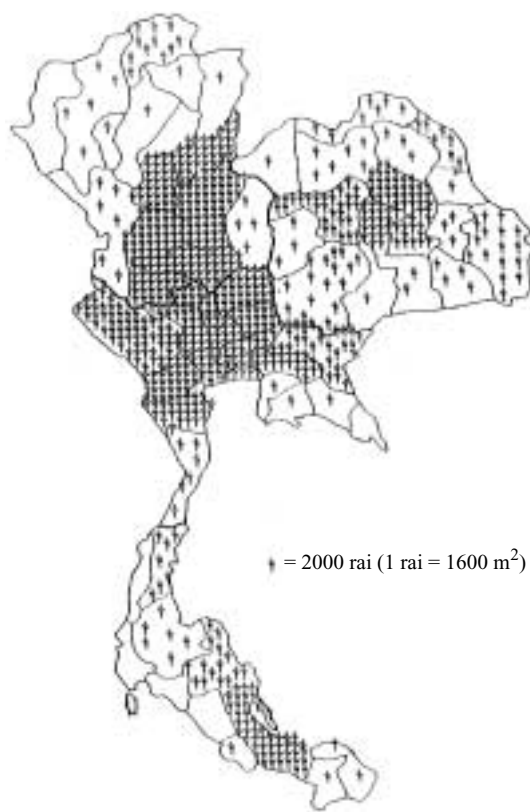 = 2000 rai (1 rai = 1600 m²)